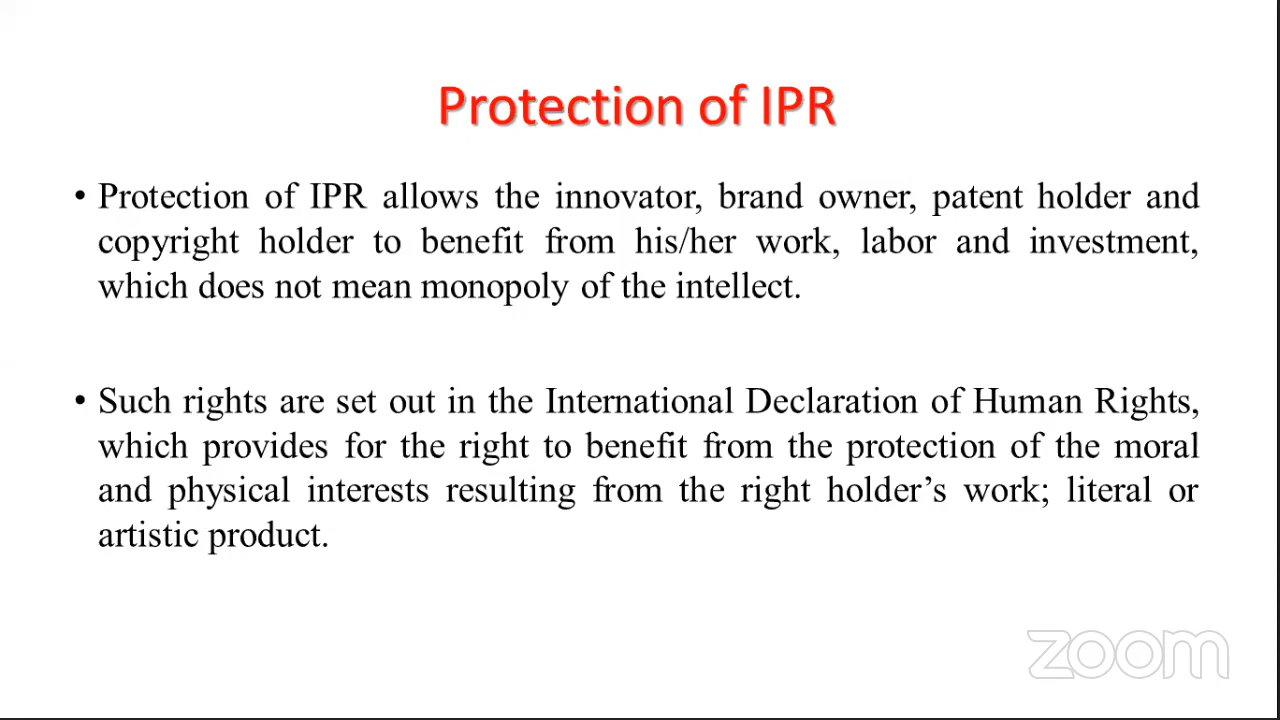 Protection of IPR
• Protection of IPR allows the innovator, brand owner, patent holder and
copyright holder to benefit from his/her work, labor and investment,
which does not mean monopoly of the intellect.
• Such rights are set out in the International Declaration of Human Rights,
which provides for the right to benefit from the protection of the moral
and physical interests resulting from the right holder’s work; literal or
artistic product.
zoom